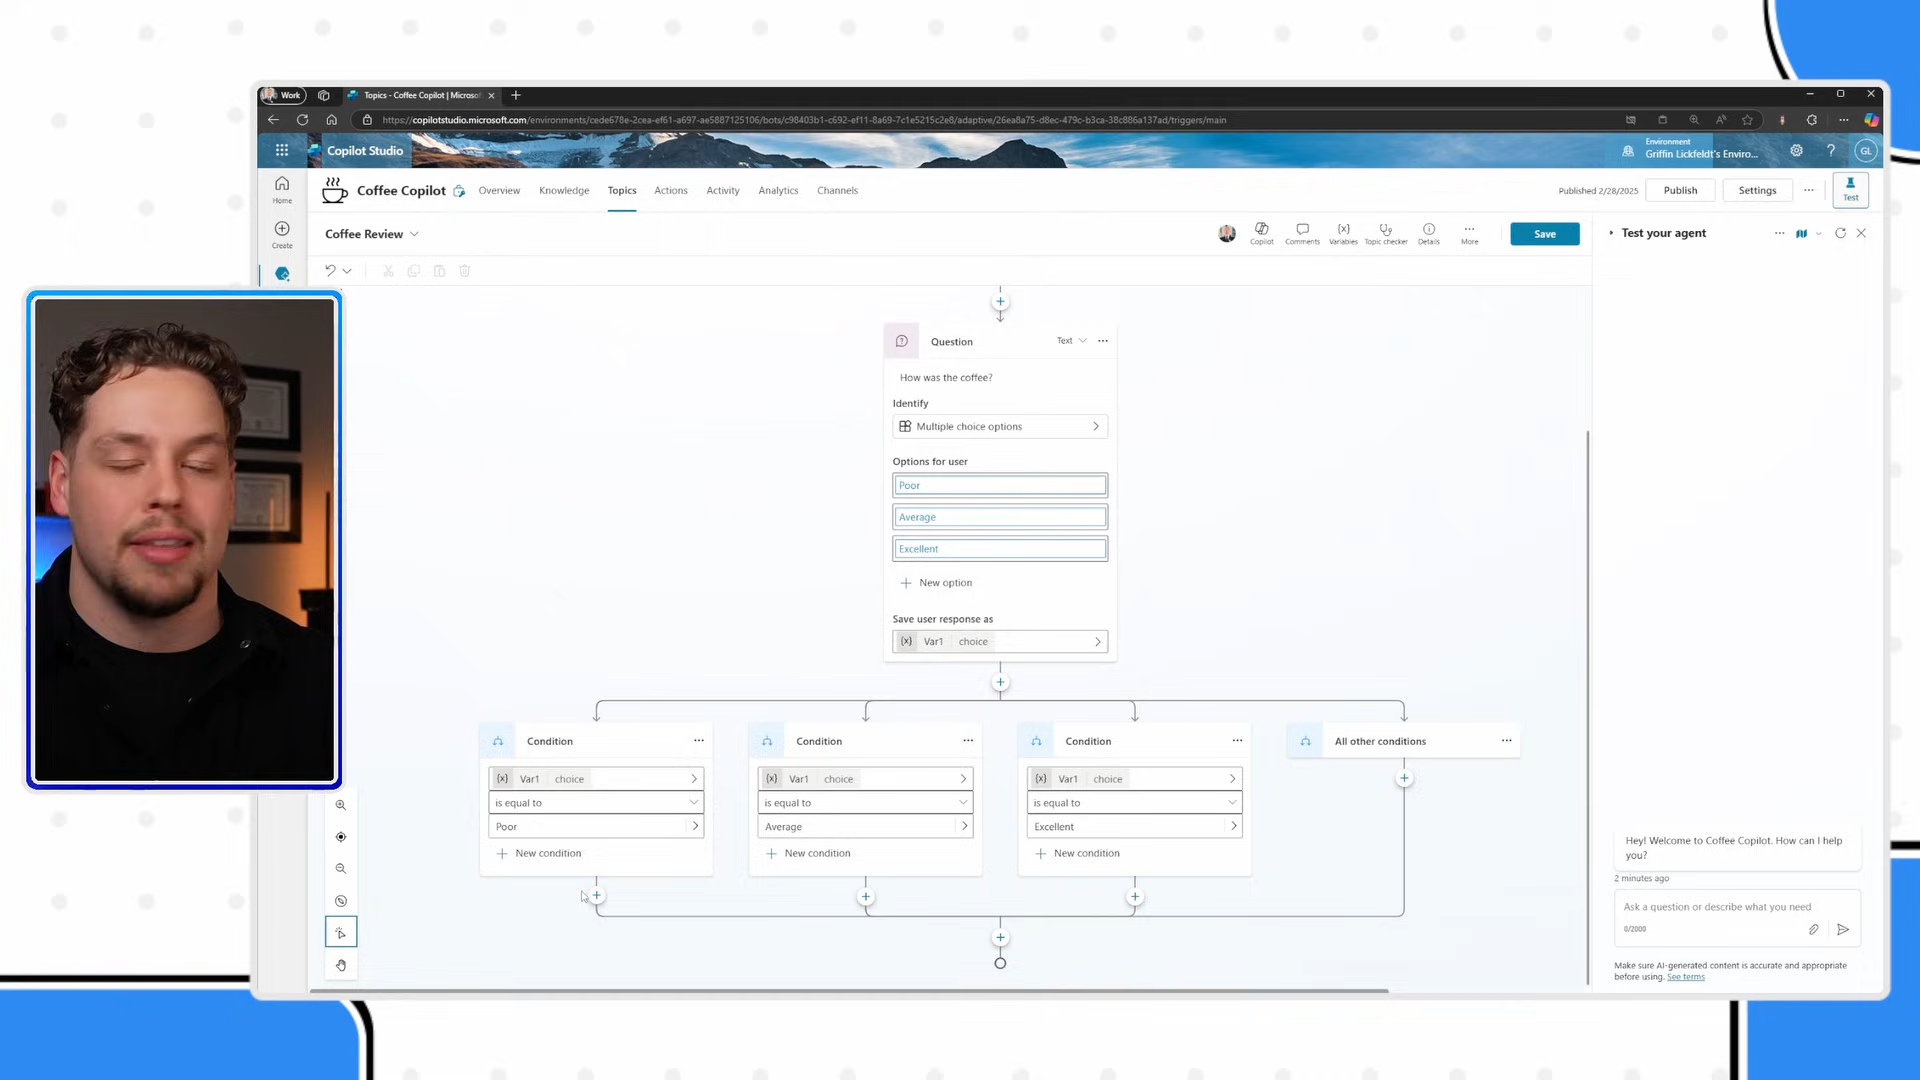 Work
Topics - Coffee Copilot | Microsof
https://copilotstudio.microsoft.com/environments/cede678e-2cea-ef61-a697-ae5887125106/bots/c98403b1-c692-ef11-8a69-7c1e5215c2e8/adaptive/26ea8a75-d8ec-479c-b3ca-38c886a137ad/triggers/main
Copilot Studio
Environment
Griffin Lickfeldt's Enviro...
GL
Home
Create
Coffee Copilot
Overview
Knowledge
Topics
Actions
Activity
Analytics
Channels
Published 2/28/2025
Publish
Settings
Test
Coffee Review
Copilot
Comments
Variables
Topic checker
Details
More
Save
Test your agent
Question
Text
How was the coffee?
Identify
Multiple choice options
Options for user
Poor
Average
Excellent
New option
Save user response as
{x} Var1 choice
Condition
{x} Var1 choice
is equal to
Poor
New condition
Condition
{x} Var1 choice
is equal to
Average
New condition
Condition
{x} Var1 choice
is equal to
Excellent
New condition
All other conditions
Hey! Welcome to Coffee Copilot. How can I help
you?
2 minutes ago
Ask a question or describe what you need
0/2000
Make sure AI-generated content is accurate and appropriate
before using. See terms